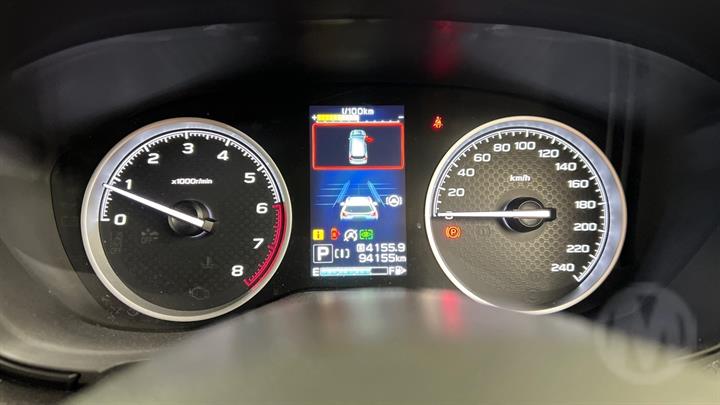 l/100km
+ -
0 1 2 3 4 5 6 7 8
x1000r/min
0 20 40 60 80 100 120 140 160 180 200 220 240
km/h
i
P
B 4155.9
94155km
E F
P
M